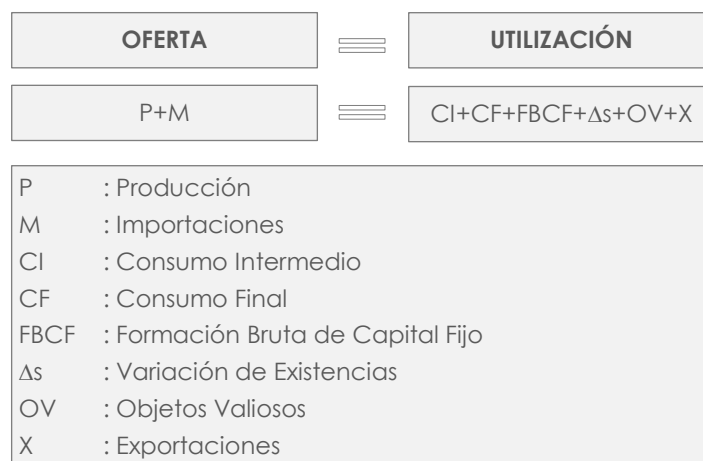 OFERTA ≡ UTILIZACIÓN
P+M ≡ CI+CF+FBCF+∆s+OV+X
P : Producción
M : Importaciones
CI : Consumo Intermedio
CF : Consumo Final
FBCF : Formación Bruta de Capital Fijo
∆s : Variación de Existencias
OV : Objetos Valiosos
X : Exportaciones